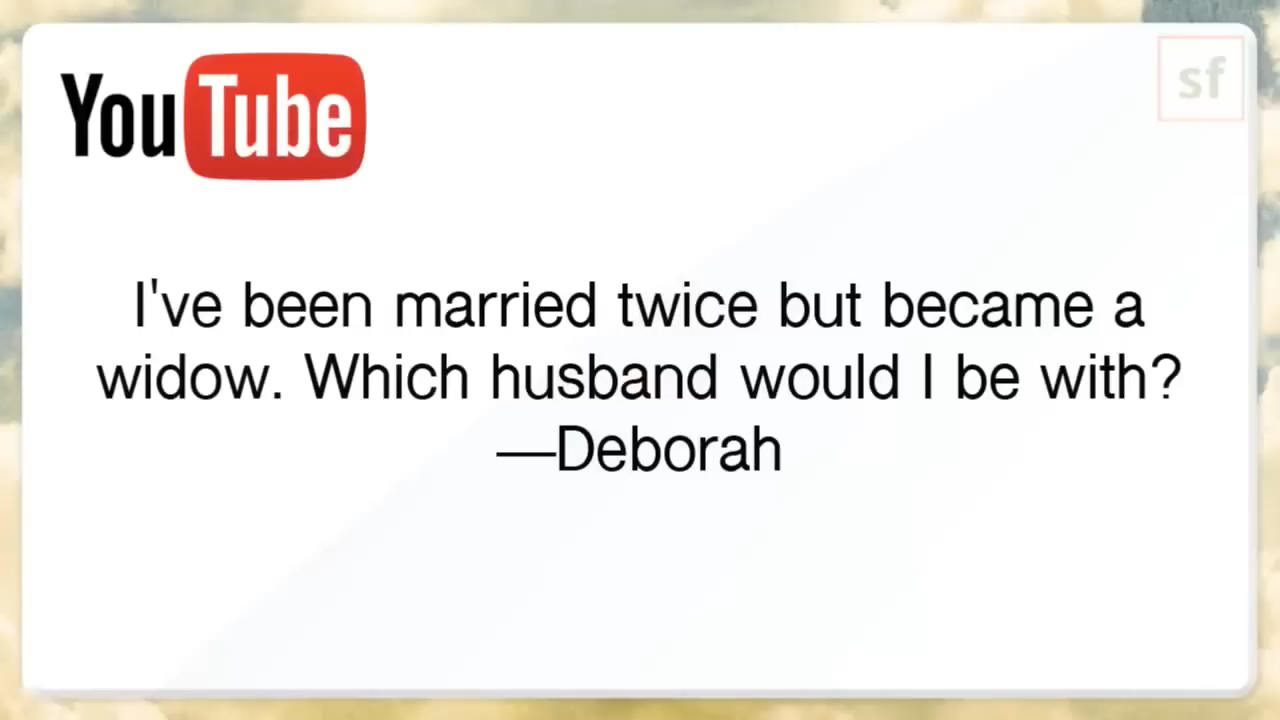 YouTube
sf
I've been married twice but became a
widow. Which husband would I be with?
—Deborah